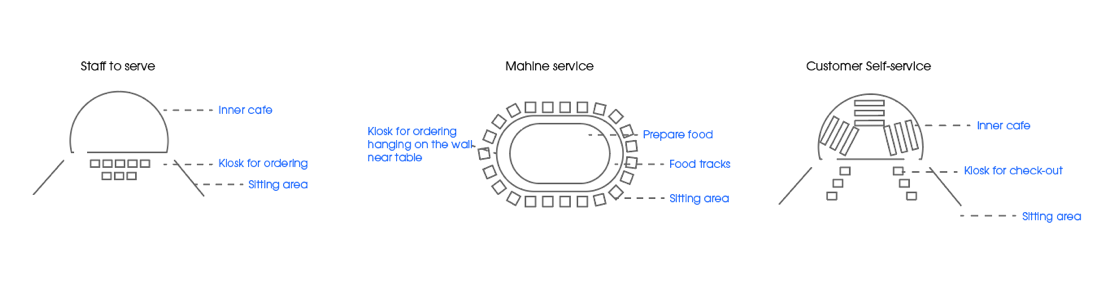 Staff to serve
Inner cafe
Kiosk for ordering
Sitting area
Mahine service
Kiosk for ordering
hanging on the wall
near table
Prepare food
Food tracks
Sitting area
Customer Self-service
Inner cafe
Kiosk for check-out
Sitting area